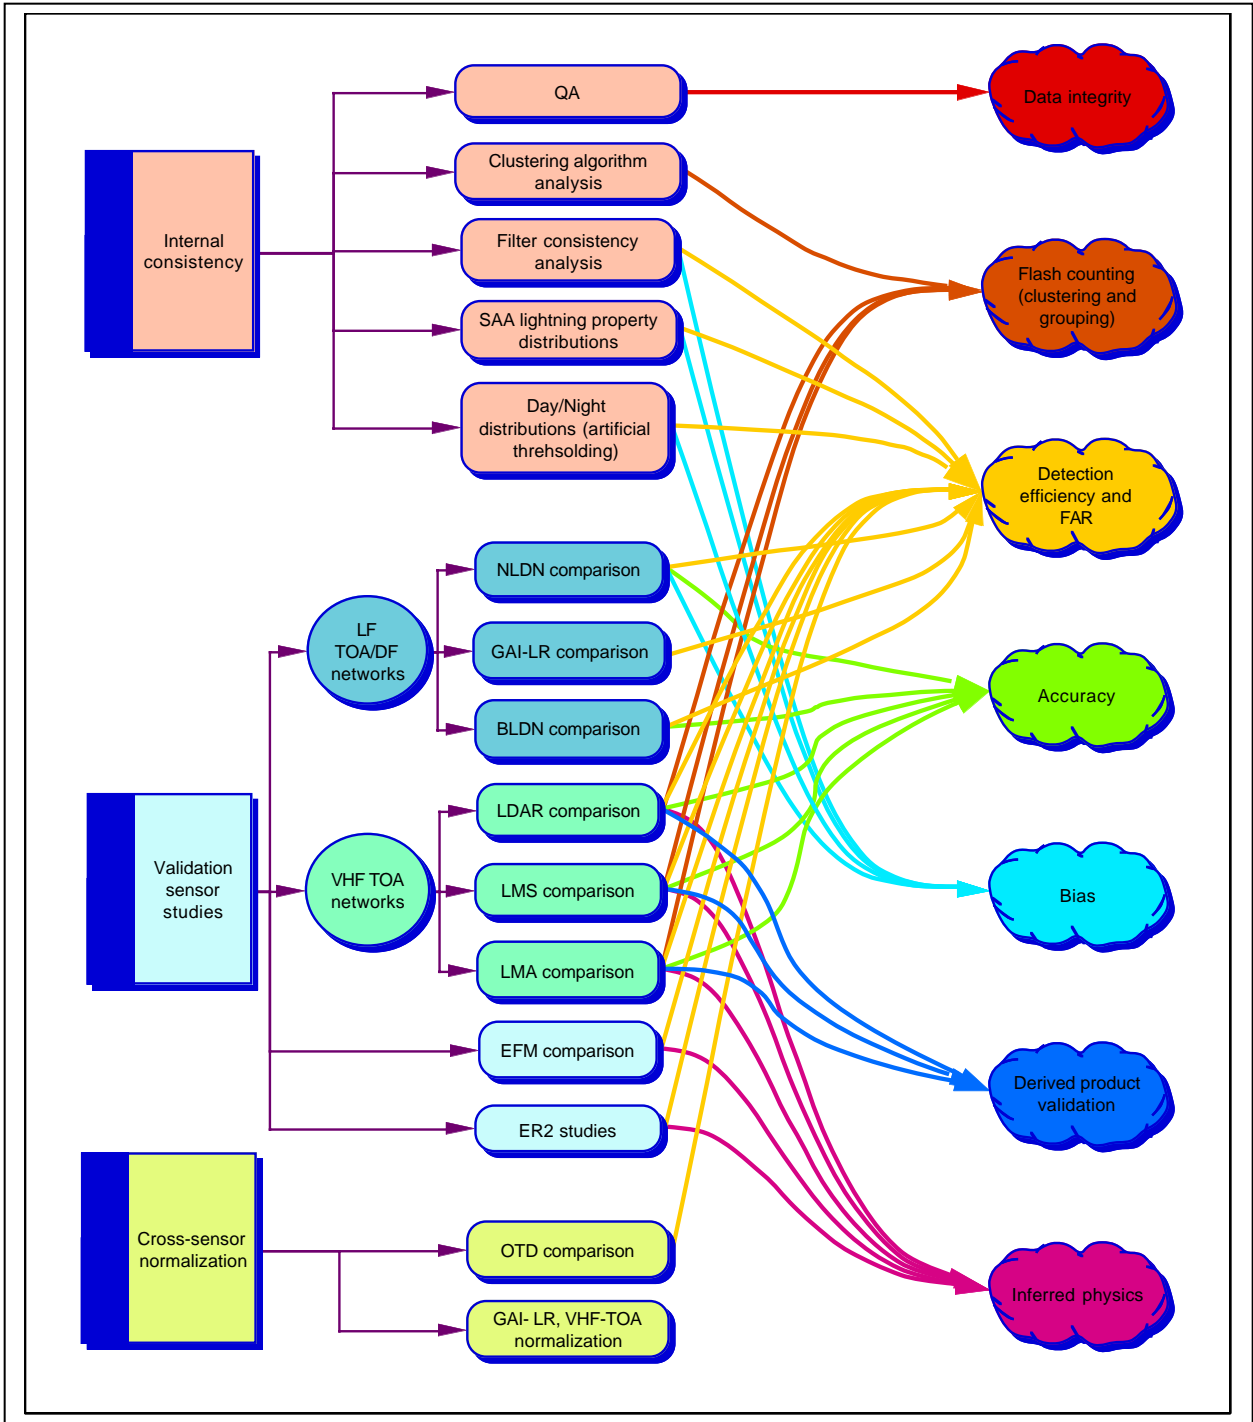 QA
Data integrity
Clustering algorithm
analysis
Internal
consistency
Filter consistency
analysis
Flash counting
(clustering and
grouping)
SAA lightning property
distributions
Day/Night
distributions (artificial
threhsolding)
Detection
efficiency and
FAR
LF
TOA/DF
networks
NLDN comparison
GAI-LR comparison
BLDN comparison
Accuracy
Validation
sensor
studies
VHF TOA
networks
LDAR comparison
LMS comparison
LMA comparison
Bias
EFM comparison
ER2 studies
Derived product
validation
Cross-sensor
normalization
OTD comparison
GAI- LR, VHF-TOA
normalization
Inferred physics